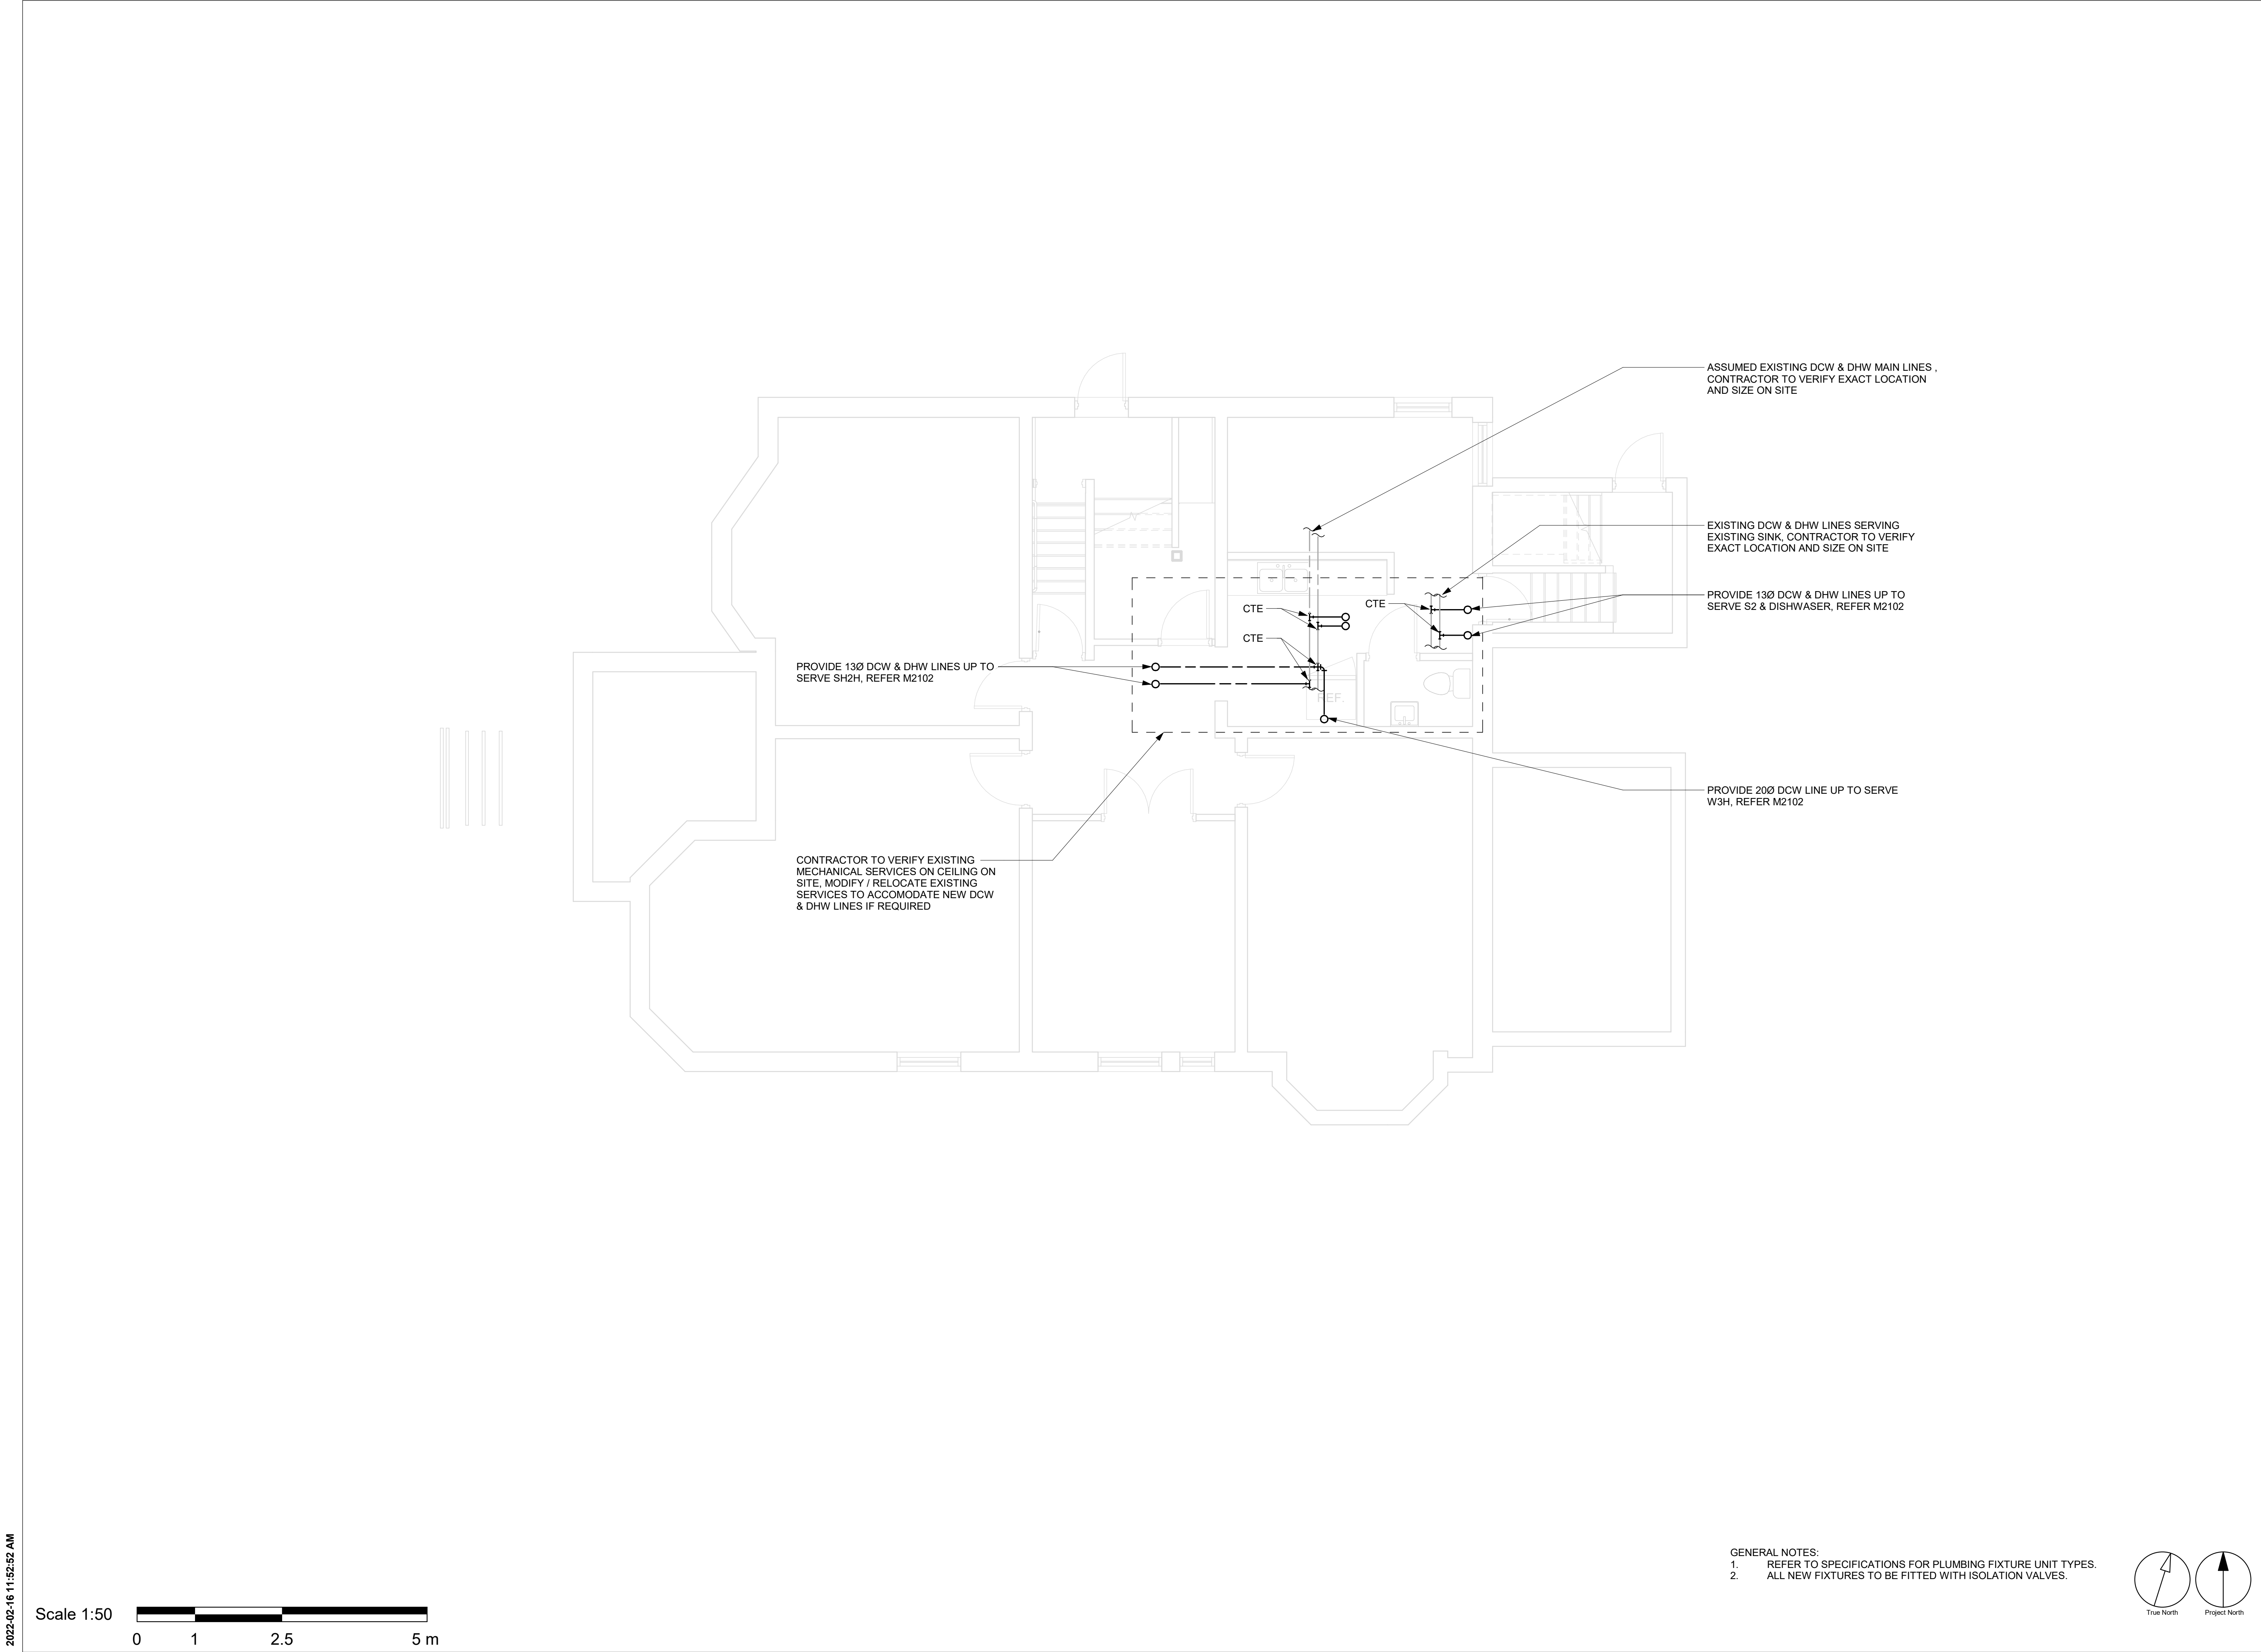 ASSUMED EXISTING DCW & DHW MAIN LINES ,
CONTRACTOR TO VERIFY EXACT LOCATION
AND SIZE ON SITE
EXISTING DCW & DHW LINES SERVING
EXISTING SINK, CONTRACTOR TO VERIFY
EXACT LOCATION AND SIZE ON SITE
PROVIDE 13Ø DCW & DHW LINES UP TO
SERVE S2 & DISHWASER, REFER M2102
CTE
CTE
CTE
PROVIDE 13Ø DCW & DHW LINES UP TO
SERVE SH2H, REFER M2102
REF.
PROVIDE 20Ø DCW LINE UP TO SERVE
W3H, REFER M2102
CONTRACTOR TO VERIFY EXISTING
MECHANICAL SERVICES ON CEILING ON
SITE, MODIFY / RELOCATE EXISTING
SERVICES TO ACCOMODATE NEW DCW
& DHW LINES IF REQUIRED
GENERAL NOTES:
1. REFER TO SPECIFICATIONS FOR PLUMBING FIXTURE UNIT TYPES.
2. ALL NEW FIXTURES TO BE FITTED WITH ISOLATION VALVES.
True North
Project North
2022-02-16 11:52:52 AM
Scale 1:50
0 1 2.5 5 m